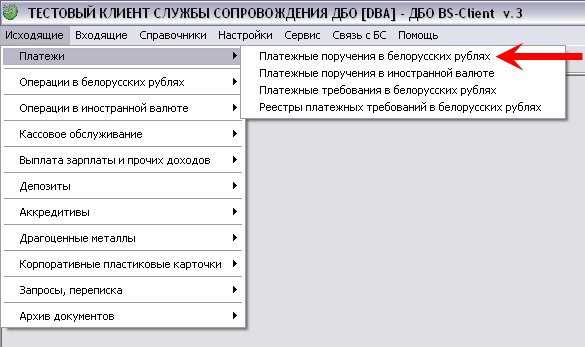 ТЕСТОВЫЙ КЛИЕНТ СЛУЖБЫ СОПРОВОЖДЕНИЯ ДБО [DBA] - ДБО BS-Client v.3
Исходящие Входящие Справочники Настройки Сервис Связь с БС Помощь
Платежи
Операции в белорусских рублях
Операции в иностранной валюте
Кассовое обслуживание
Выплата зарплаты и прочих доходов
Депозиты
Аккредитивы
Драгоценные металлы
Корпоративные пластиковые карточки
Запросы, переписка
Архив документов
Платежные поручения в белорусских рублях
Платежные поручения в иностранной валюте
Платежные требования в белорусских рублях
Реестры платежных требований в белорусских рублях